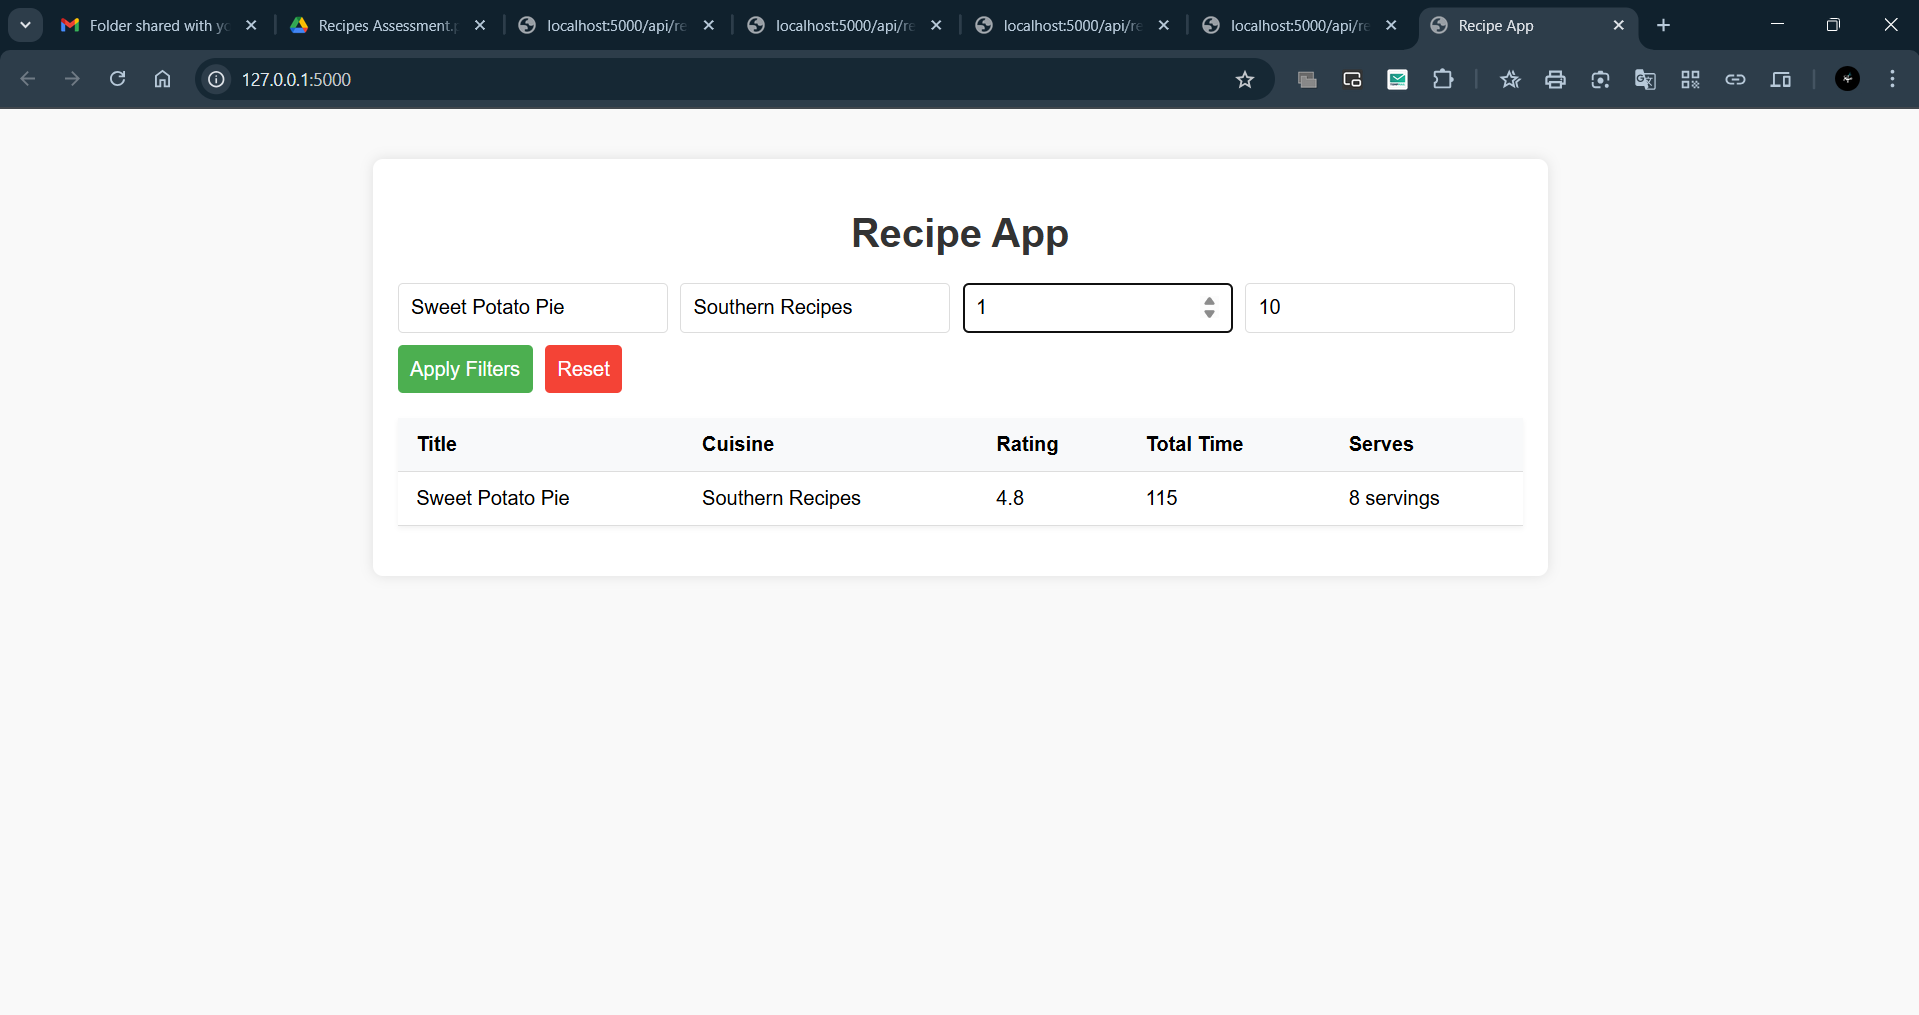 Folder shared with yo
Recipes Assessment.p
localhost:5000/api/re
localhost:5000/api/re
localhost:5000/api/re
localhost:5000/api/re
Recipe App
127.0.0.1:5000
Recipe App
Sweet Potato Pie
Southern Recipes
1
10
Apply Filters
Reset
Title Cuisine Rating Total Time Serves
Sweet Potato Pie Southern Recipes 4.8 115 8 servings